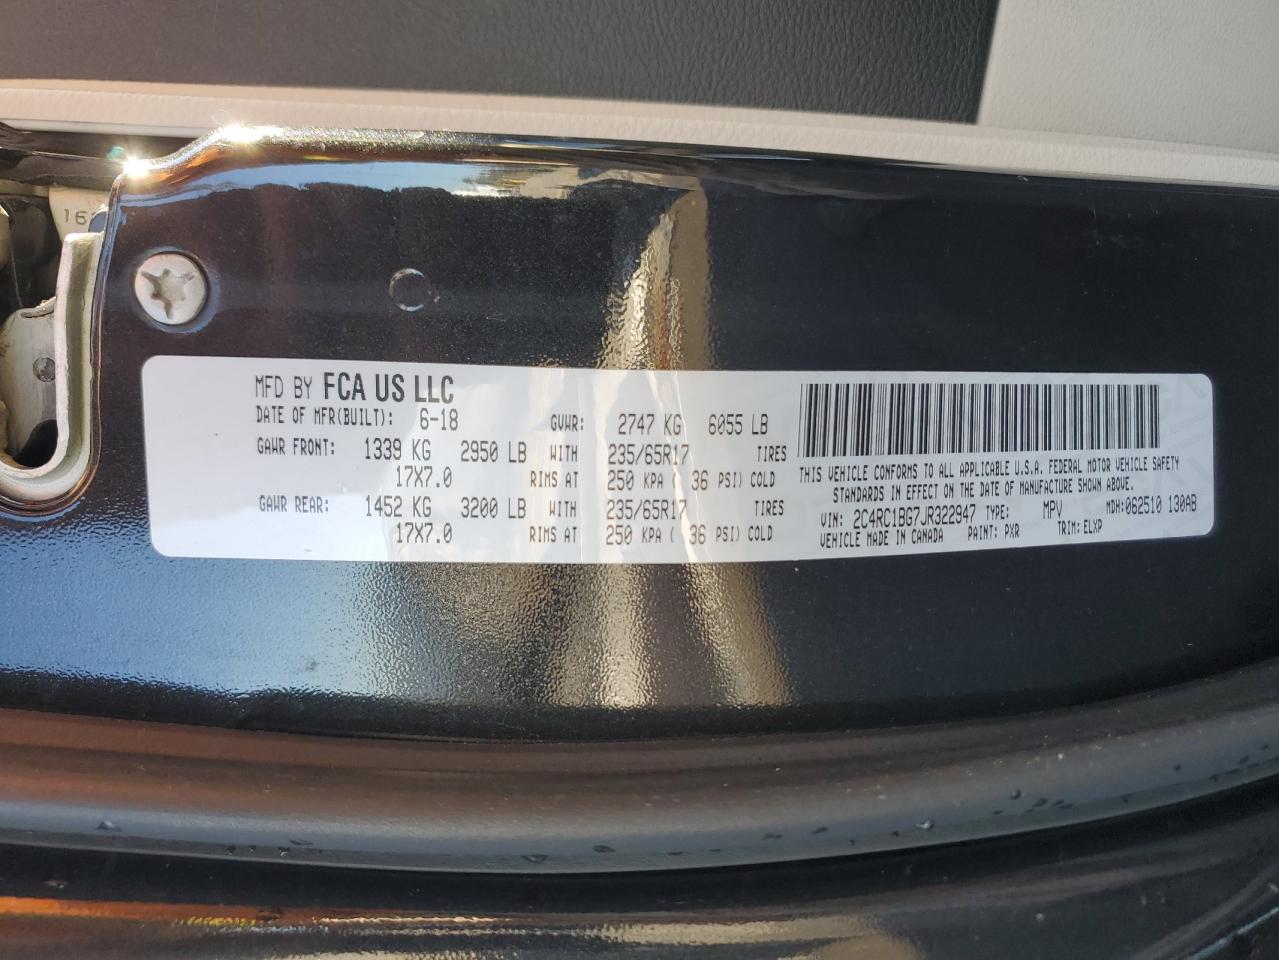 MFD BY FCA US LLC
DATE OF MFR(BUILT): 6-18 GVWR: 2747 KG 6055 LB
GAWR FRONT: 1339 KG 2950 LB WITH 235/65R17 TIRES
17X7.0 RIMS AT 250 KPA ( 36 PSI) COLD
GAWR REAR: 1452 KG 3200 LB WITH 235/65R17 TIRES
17X7.0 RIMS AT 250 KPA ( 36 PSI) COLD
THIS VEHICLE CONFORMS TO ALL APPLICABLE U.S.A. FEDERAL MOTOR VEHICLE SAFETY
STANDARDS IN EFFECT ON THE DATE OF MANUFACTURE SHOWN ABOVE.
VIN: 2C4RC1BG7JR322947 TYPE: MPV MDH:062510 130AB
VEHICLE MADE IN CANADA PAINT: PXR TRIM: ELXP